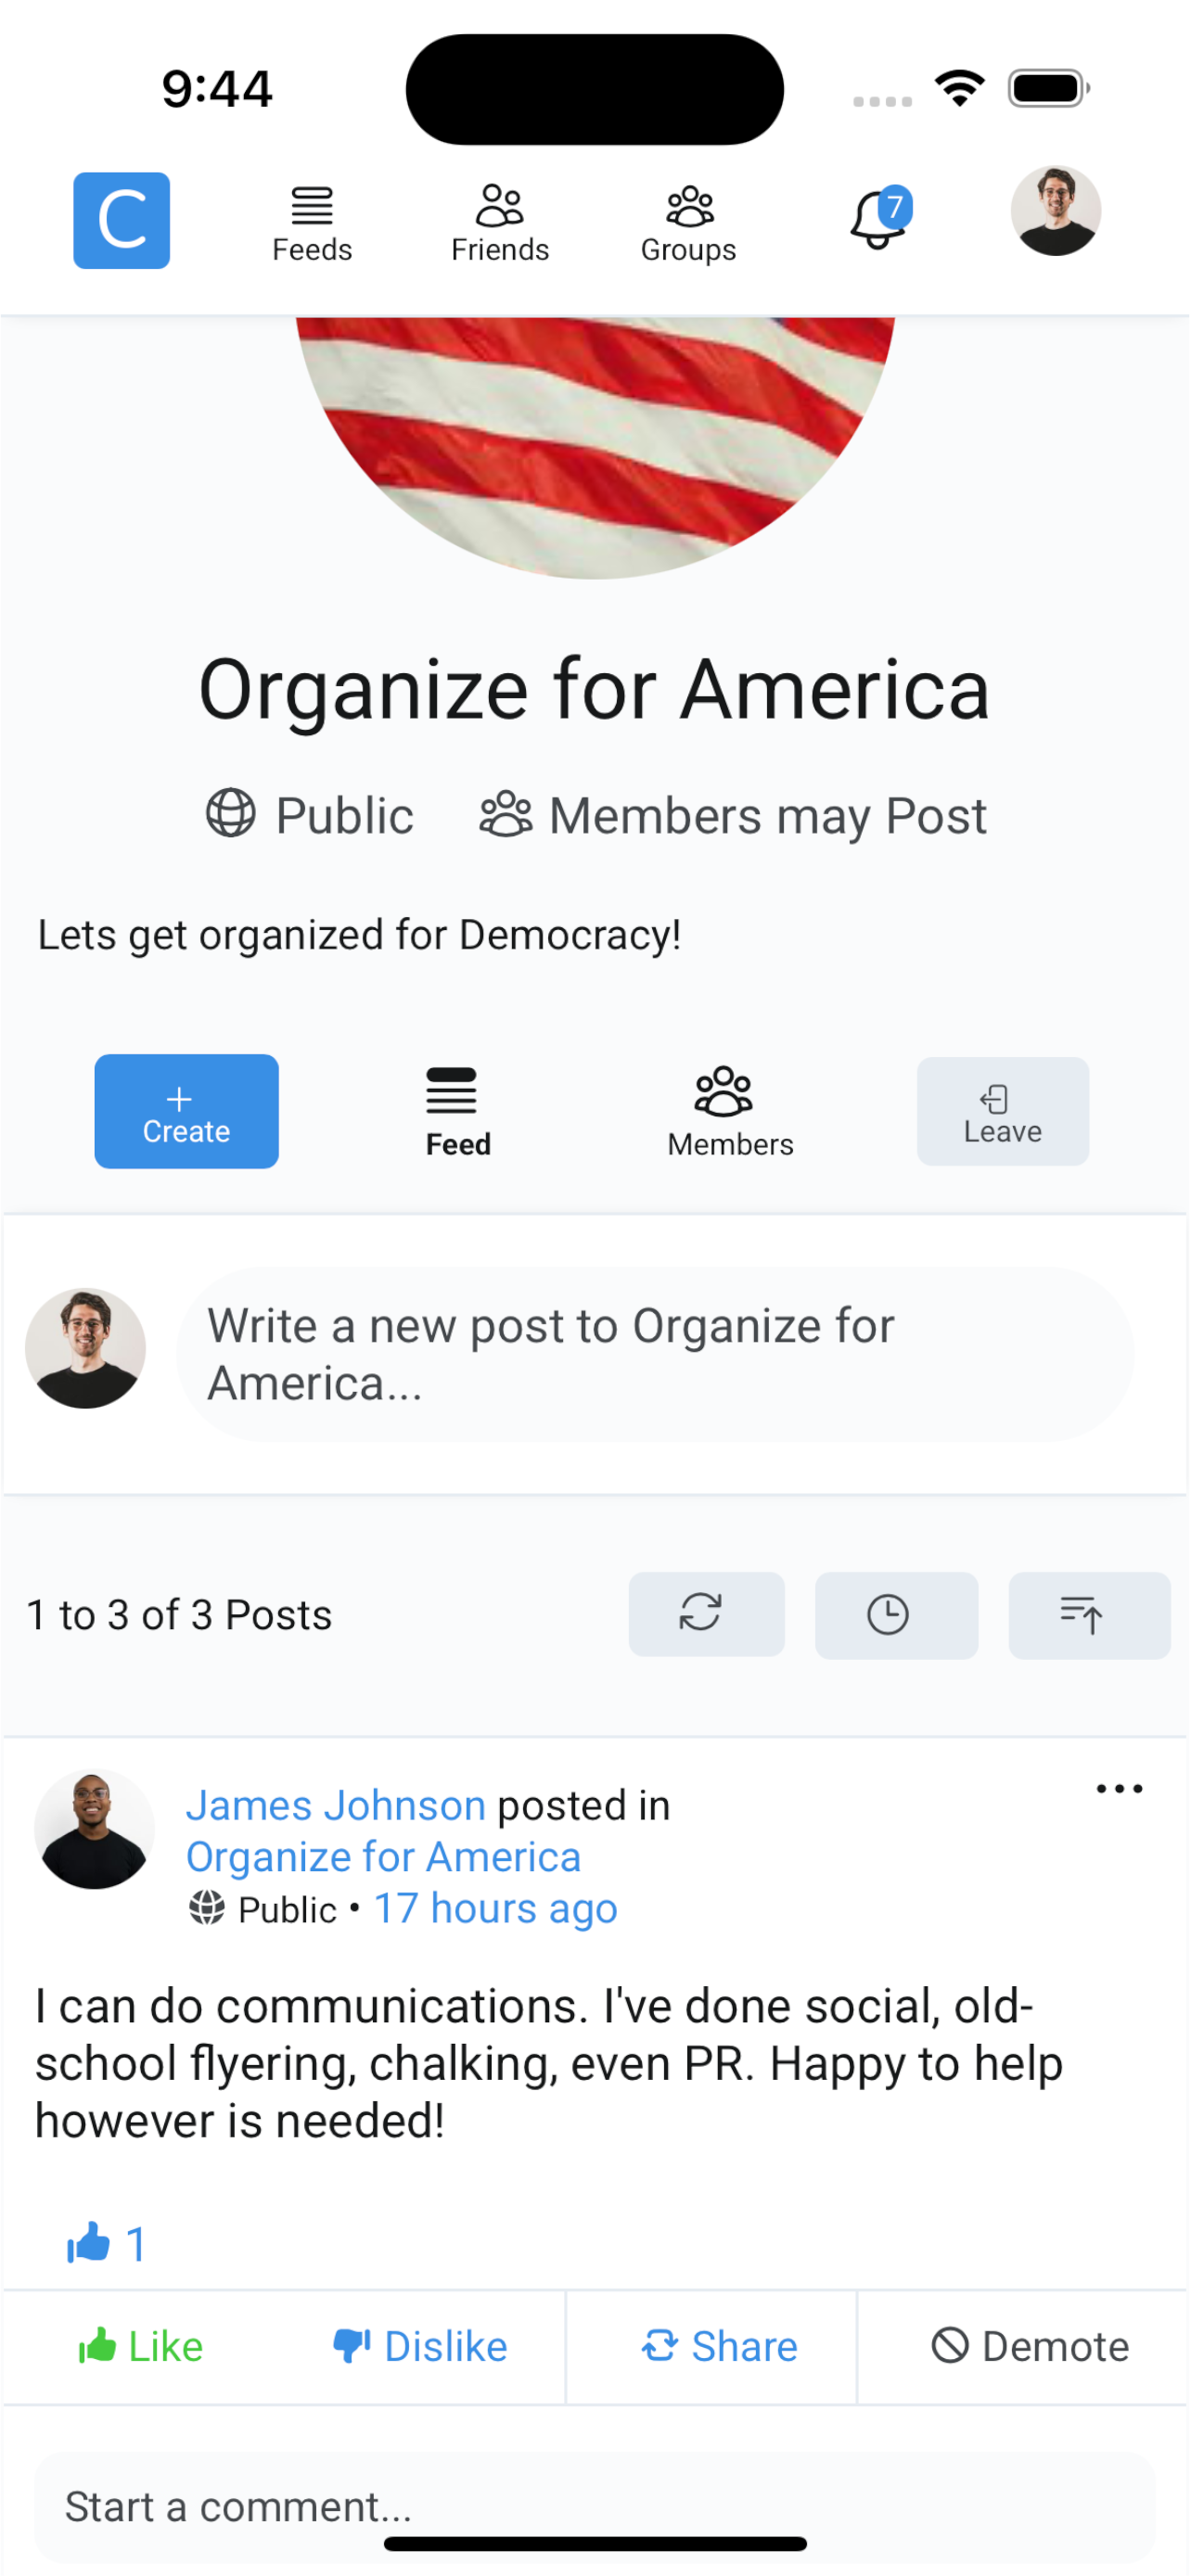 9:44
C
Feeds
Friends
Groups
7
Organize for America
Public
Members may Post
Lets get organized for Democracy!
Create
Feed
Members
Leave
Write a new post to Organize for
America...
1 to 3 of 3 Posts
James Johnson posted in
Organize for America
Public • 17 hours ago
I can do communications. I've done social, old-
school flyering, chalking, even PR. Happy to help
however is needed!
1
Like
Dislike
Share
Demote
Start a comment...